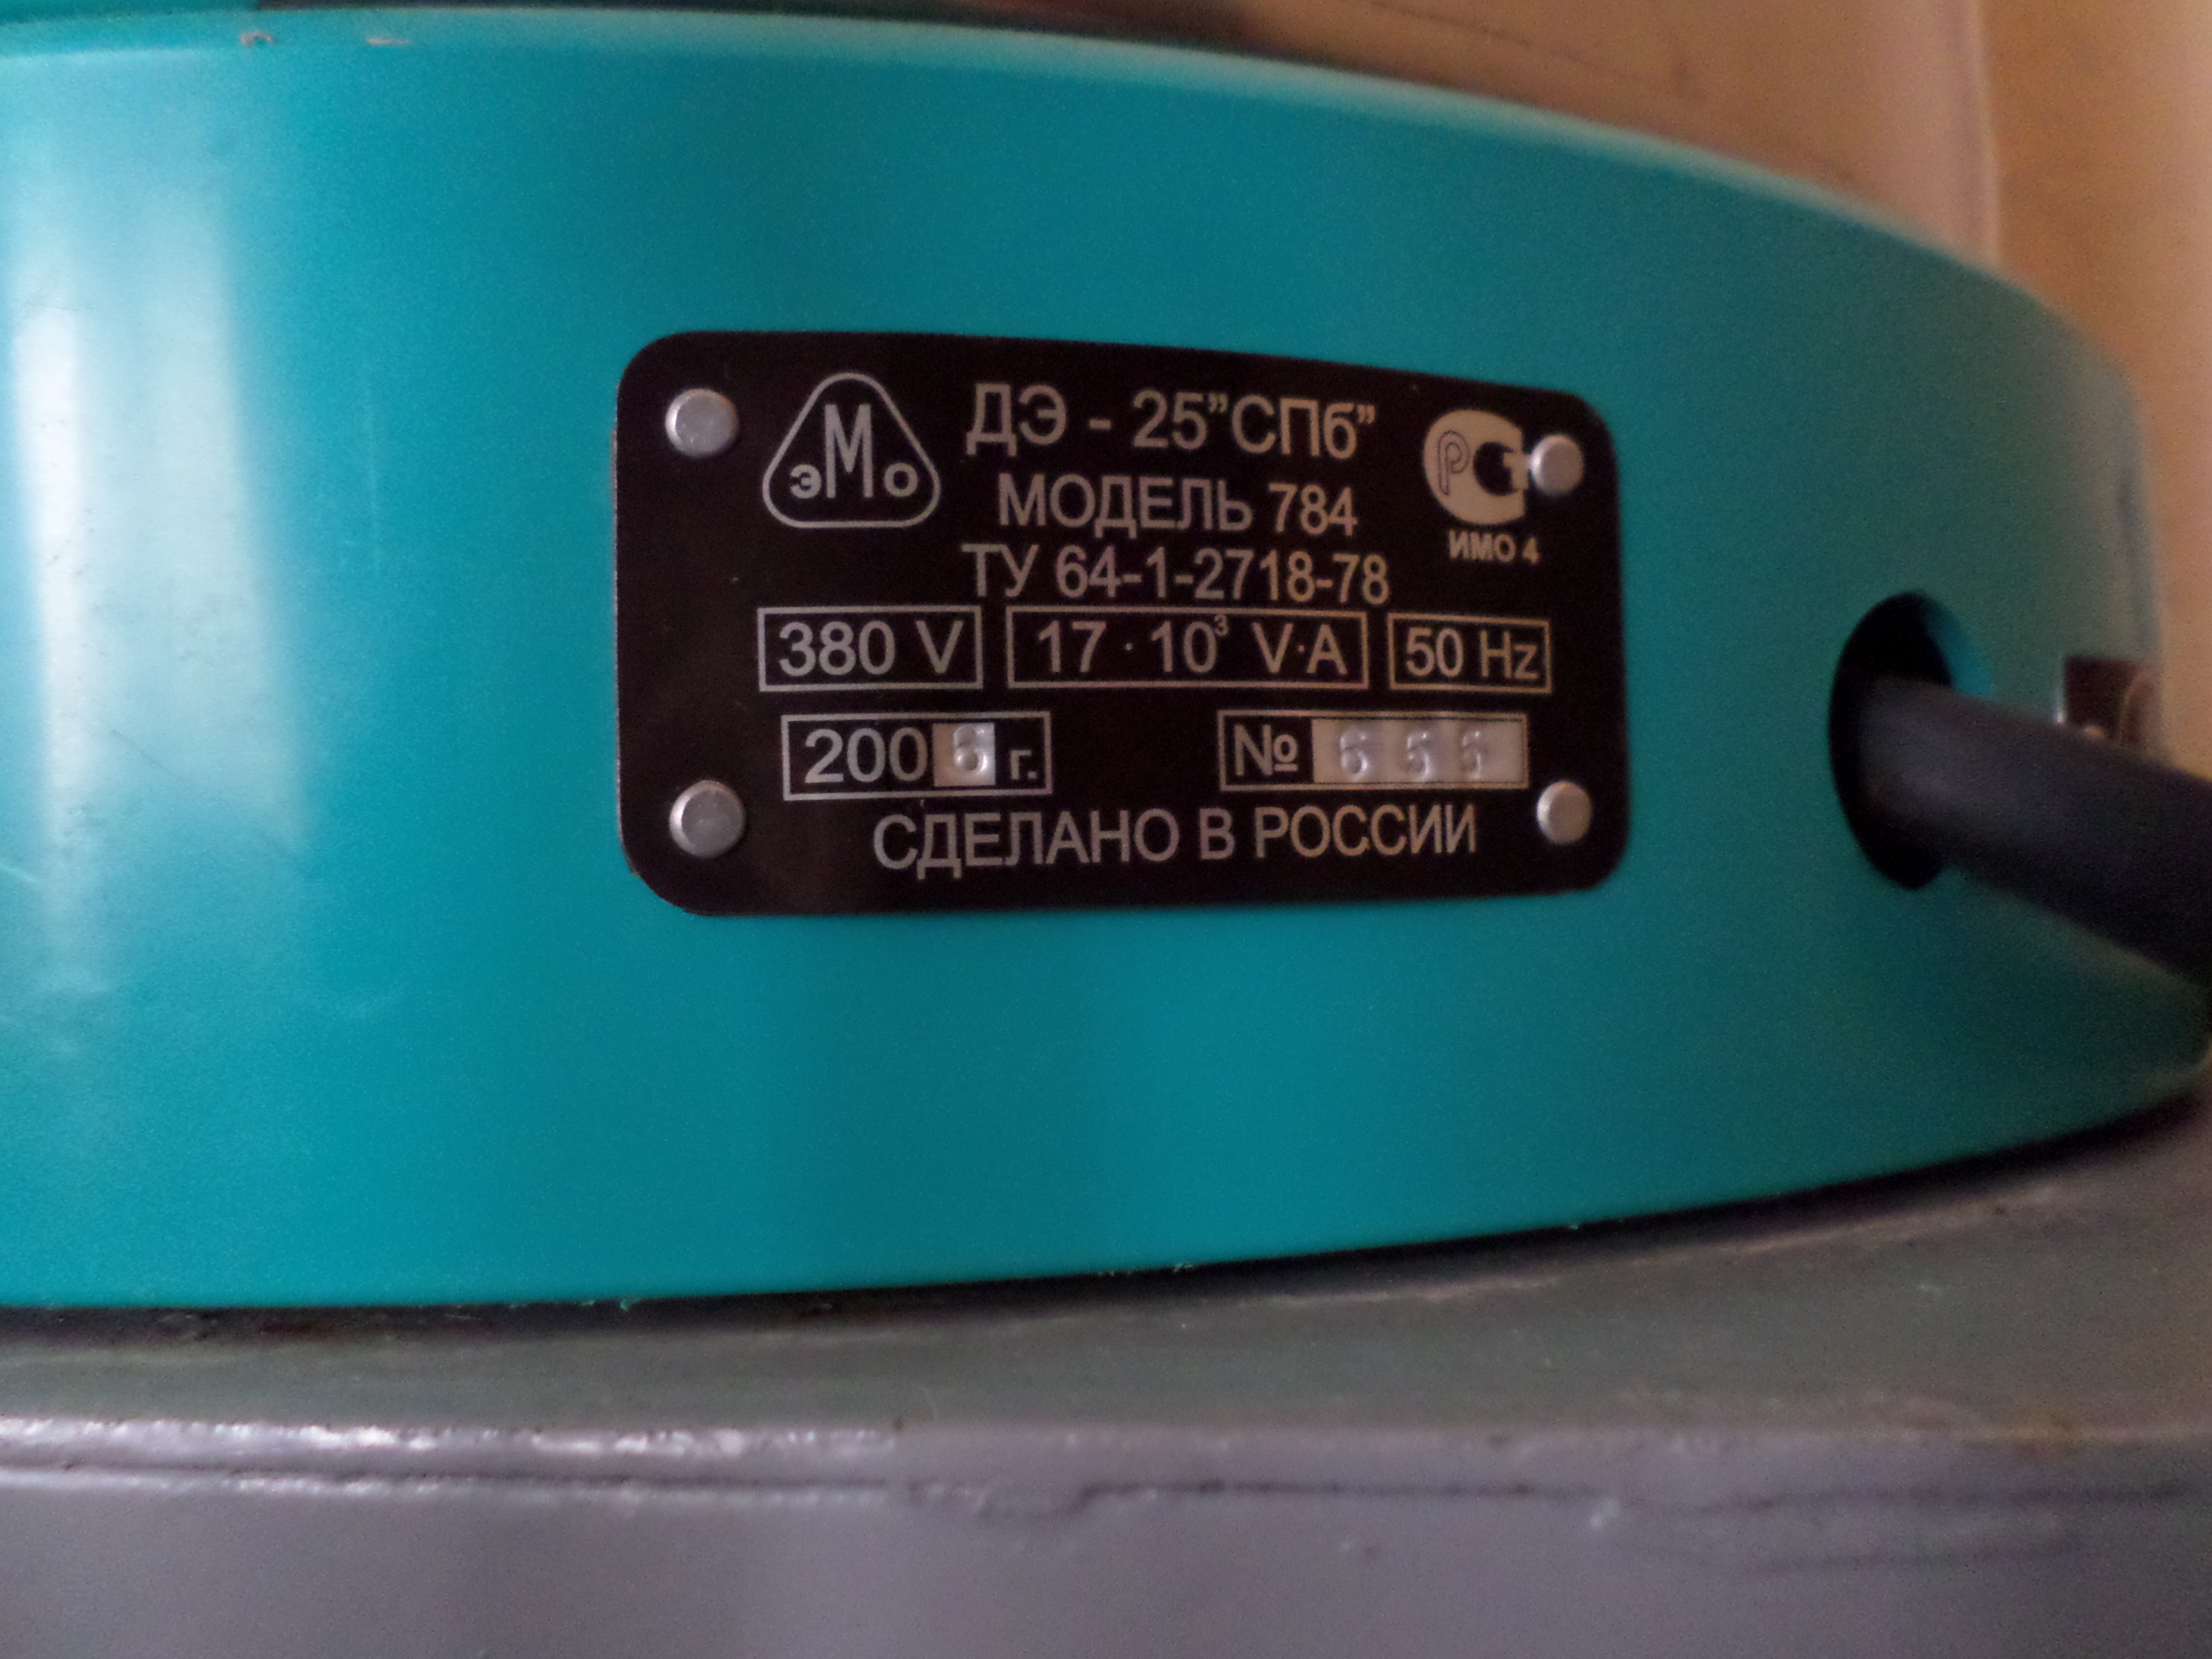 эМо
ДЭ - 25"СПб"
МОДЕЛЬ 784
ТУ 64-1-2718-78
РСТ
ИМО 4
380 V 17 · 10³ V·A 50 Hz
2006 г. № 656
СДЕЛАНО В РОССИИ